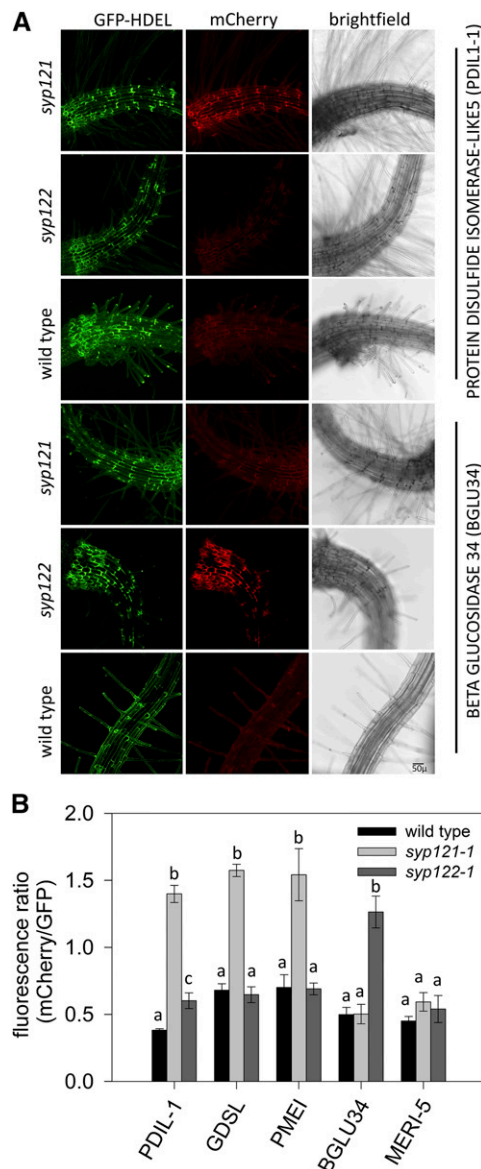 A
GFP-HDEL mCherry brightfield
syp121
syp122
wild type
PROTEIN DISULFIDE ISOMERASE-LIKE5 (PDIL1-1)
syp121
syp122
wild type
BETA GLUCOSIDASE 34 (BGLU34)
50µ
B
fluorescence ratio
(mCherry/GFP)
2.0
1.5
1.0
0.5
0.0
wild type
syp121-1
syp122-1
a b c
a b a
a b a
a a b
a a a
PDIL-1
GDSL
PMEI
BGLU34
MERI-5